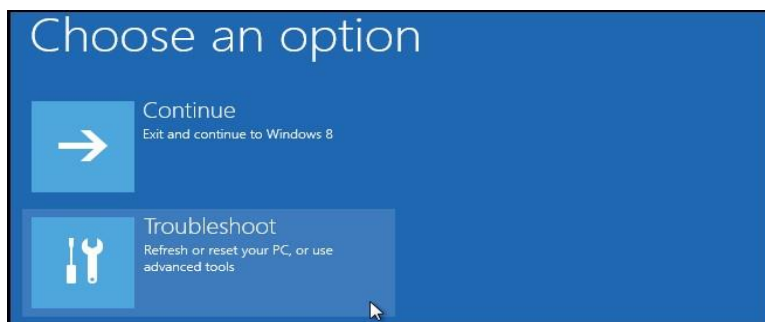 Choose an option
Continue
Exit and continue to Windows 8
Troubleshoot
Refresh or reset your PC, or use
advanced tools